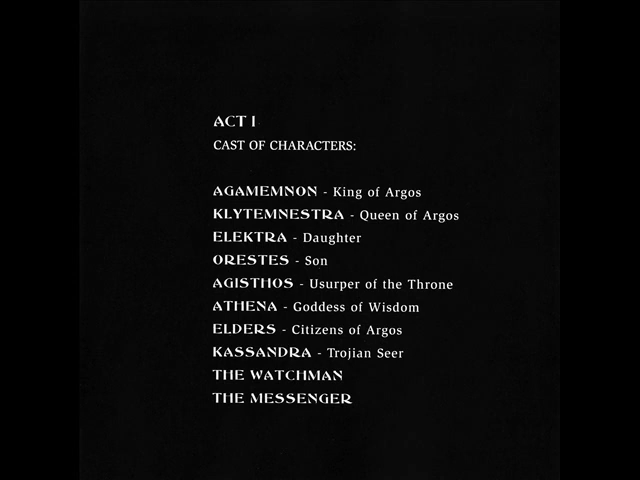 ACT I
CAST OF CHARACTERS:
AGAMEMNON - King of Argos
KLYTEMNESTRA - Queen of Argos
ELEKTRA - Daughter
ORESTES - Son
AGISTHOS - Usurper of the Throne
ATHENA - Goddess of Wisdom
ELDERS - Citizens of Argos
KASSANDRA - Trojian Seer
THE WATCHMAN
THE MESSENGER